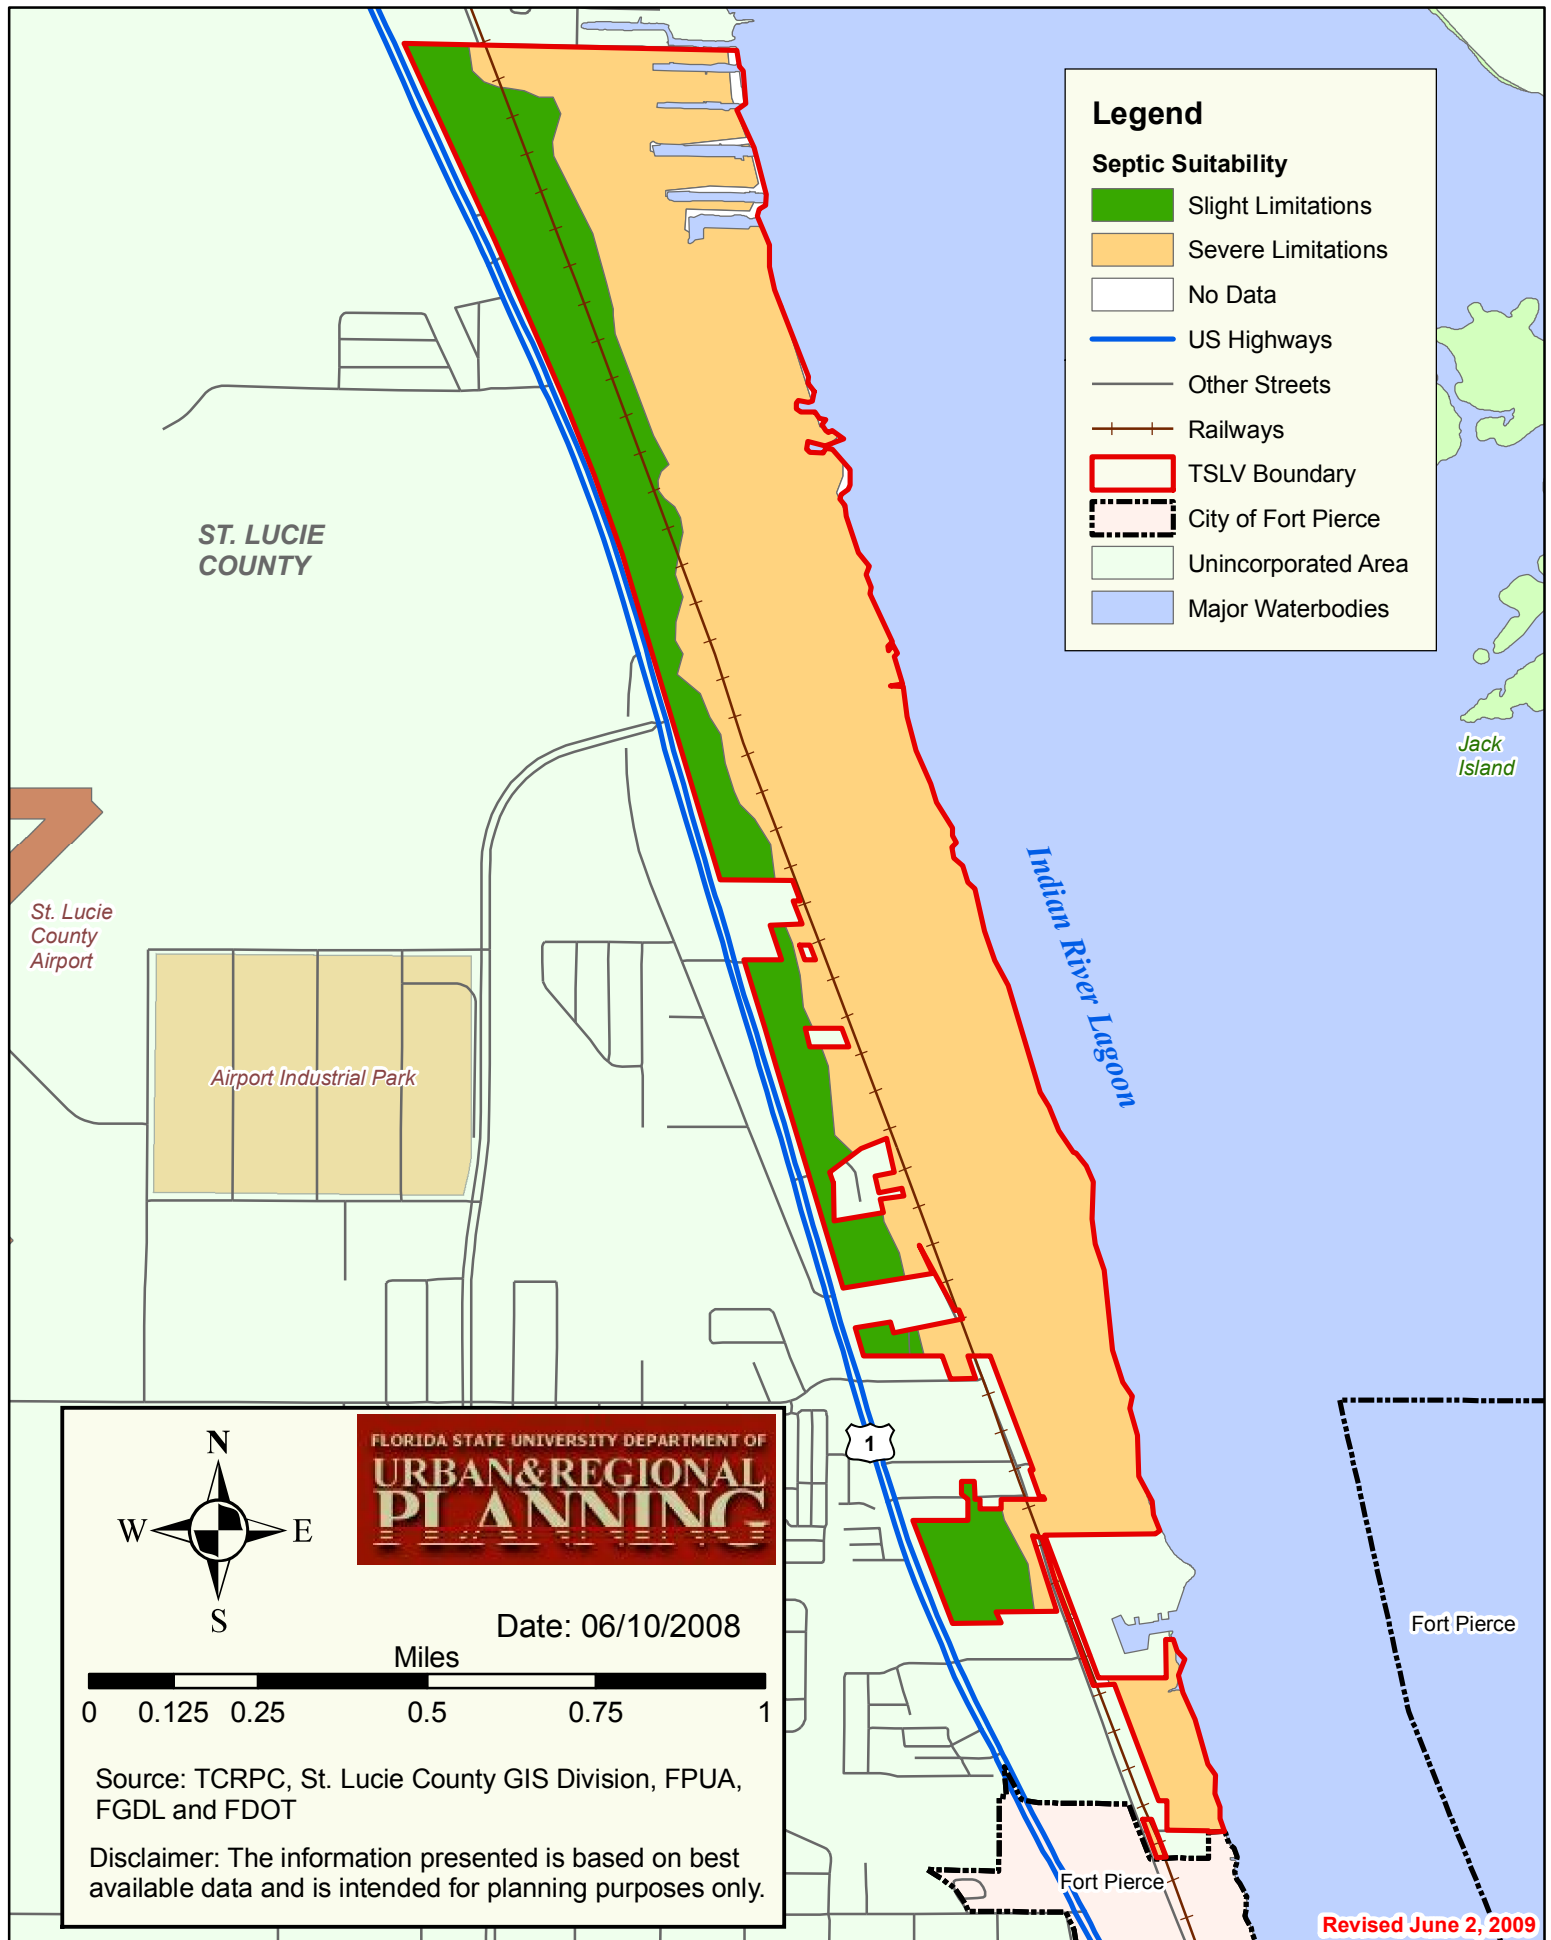 Legend
Septic Suitability
Slight Limitations
Severe Limitations
No Data
US Highways
Other Streets
Railways
TSLV Boundary
City of Fort Pierce
Unincorporated Area
Major Waterbodies
ST. LUCIE
COUNTY
Jack
Island
Indian River Lagoon
St. Lucie
County
Airport
Airport Industrial Park
1
N
W E
S
FLORIDA STATE UNIVERSITY DEPARTMENT OF
URBAN&REGIONAL
PLANNING
Date: 06/10/2008
Miles
0 0.125 0.25 0.5 0.75 1
Source: TCRPC, St. Lucie County GIS Division, FPUA,
FGDL and FDOT
Disclaimer: The information presented is based on best
available data and is intended for planning purposes only.
Fort Pierce
Fort Pierce
Revised June 2, 2009